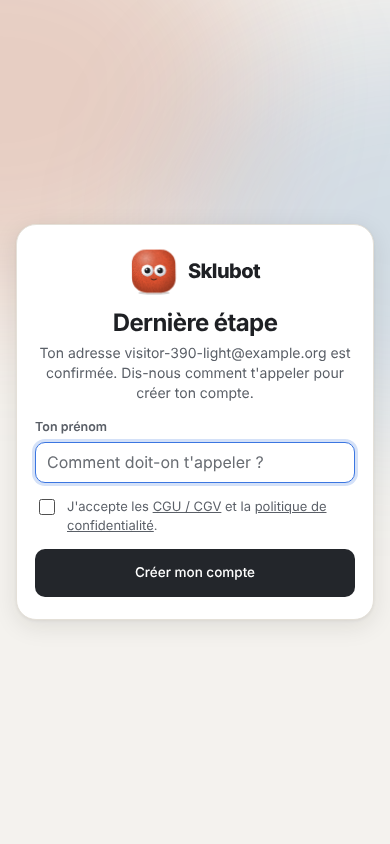 Sklubot
Dernière étape
Ton adresse visitor-390-light@example.org est
confirmée. Dis-nous comment t'appeler pour
créer ton compte.
Ton prénom
Comment doit-on t'appeler ?
J'accepte les CGU / CGV et la politique de
confidentialité.
Créer mon compte